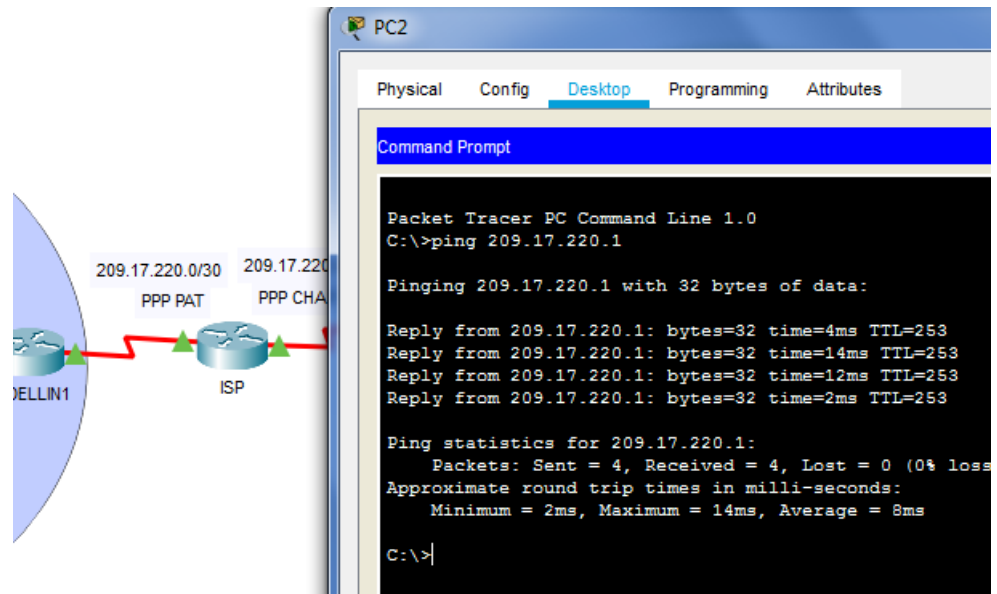 PC2
Physical Config Desktop Programming Attributes
Command Prompt
Packet Tracer PC Command Line 1.0
C:\>ping 209.17.220.1
Pinging 209.17.220.1 with 32 bytes of data:
Reply from 209.17.220.1: bytes=32 time=4ms TTL=253
Reply from 209.17.220.1: bytes=32 time=14ms TTL=253
Reply from 209.17.220.1: bytes=32 time=12ms TTL=253
Reply from 209.17.220.1: bytes=32 time=2ms TTL=253
Ping statistics for 209.17.220.1:
Packets: Sent = 4, Received = 4, Lost = 0 (0% loss
Approximate round trip times in milli-seconds:
Minimum = 2ms, Maximum = 14ms, Average = 8ms
C:\>
209.17.220.0/30 209.17.220
PPP PAT PPP CHA
DELLIN1 ISP